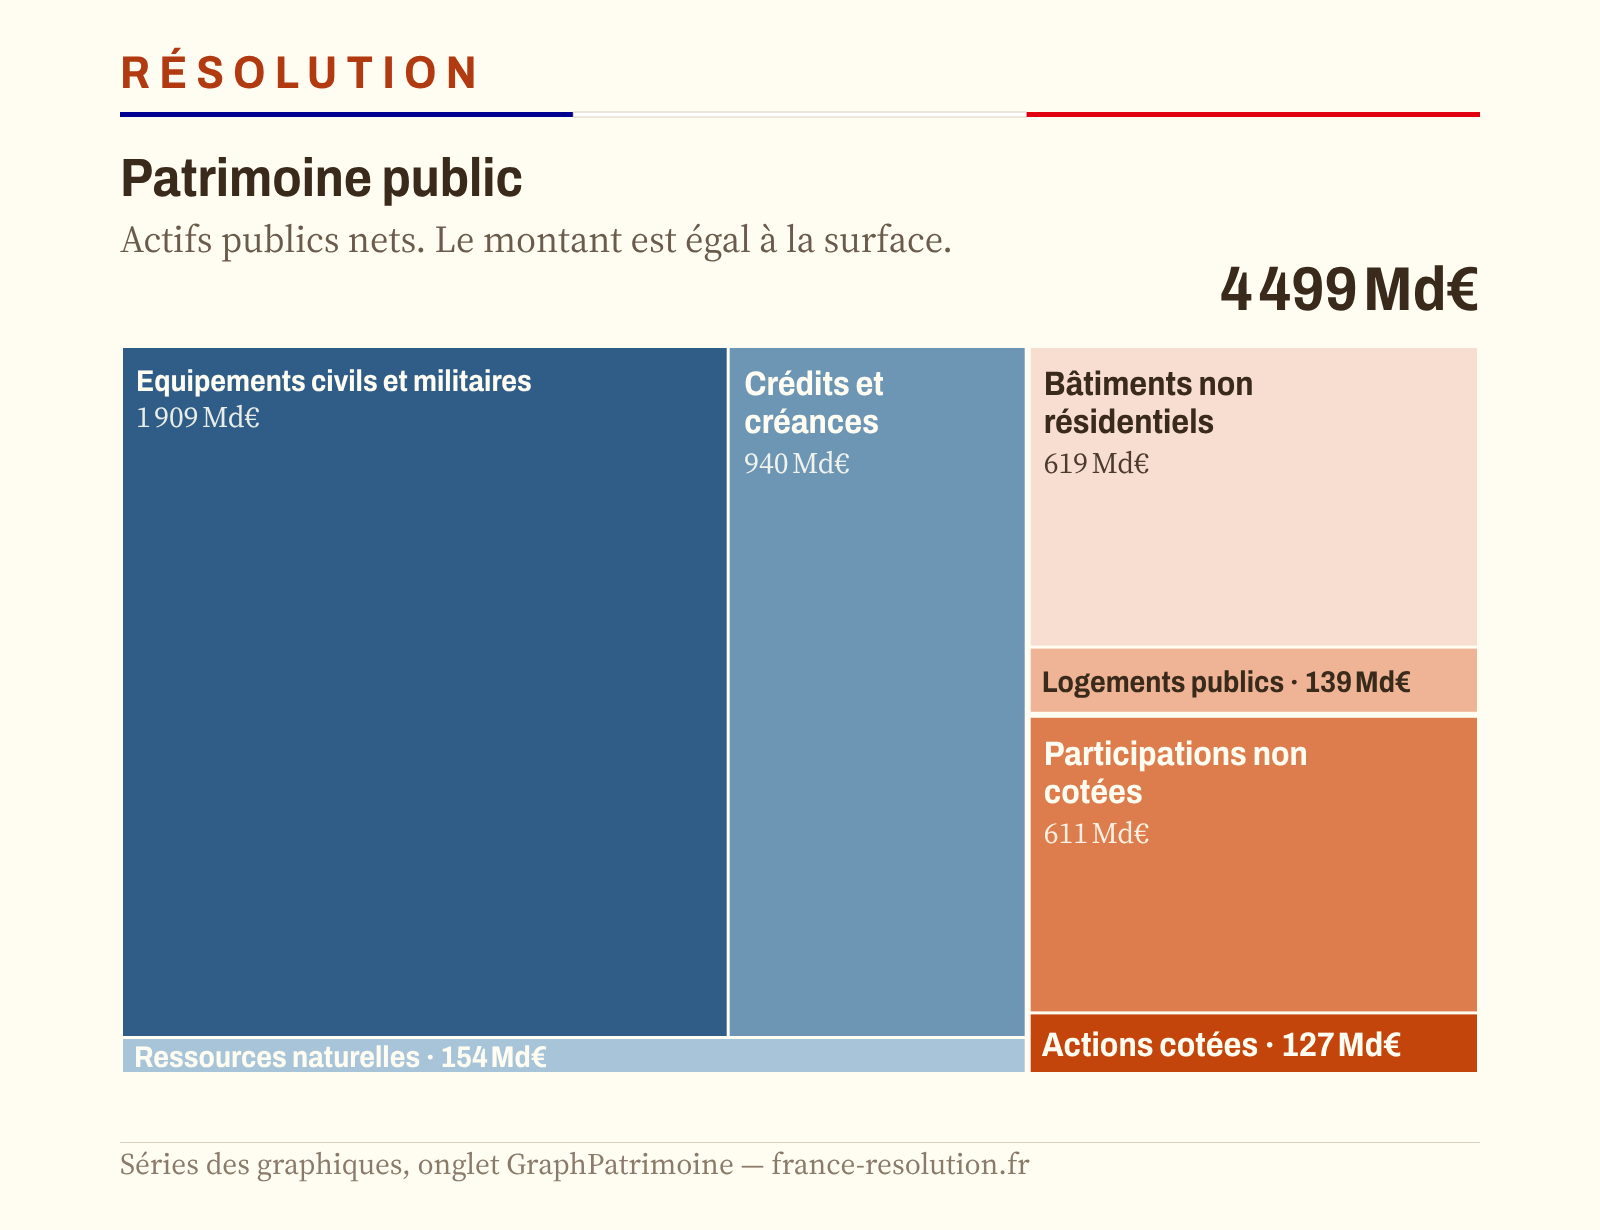 RÉSOLUTION
Patrimoine public
Actifs publics nets. Le montant est égal à la surface.
4 499 Md€
Equipements civils et militaires
1 909 Md€
Crédits et
créances
940 Md€
Bâtiments non
résidentiels
619 Md€
Logements publics · 139 Md€
Participations non
cotées
611 Md€
Actions cotées · 127 Md€
Ressources naturelles · 154 Md€
Séries des graphiques, onglet GraphPatrimoine — france-resolution.fr